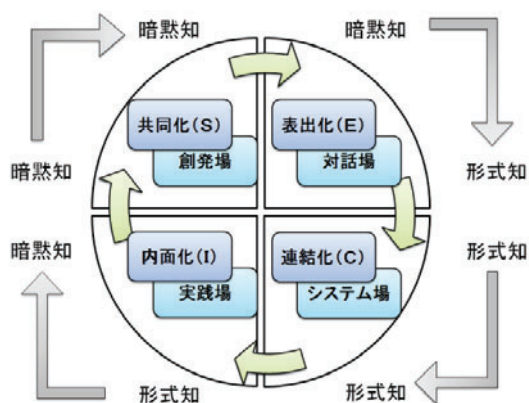 暗黙知
暗黙知
共同化(S)
創発場
表出化(E)
対話場
暗黙知
形式知
暗黙知
形式知
内面化(I)
実践場
連結化(C)
システム場
形式知
形式知